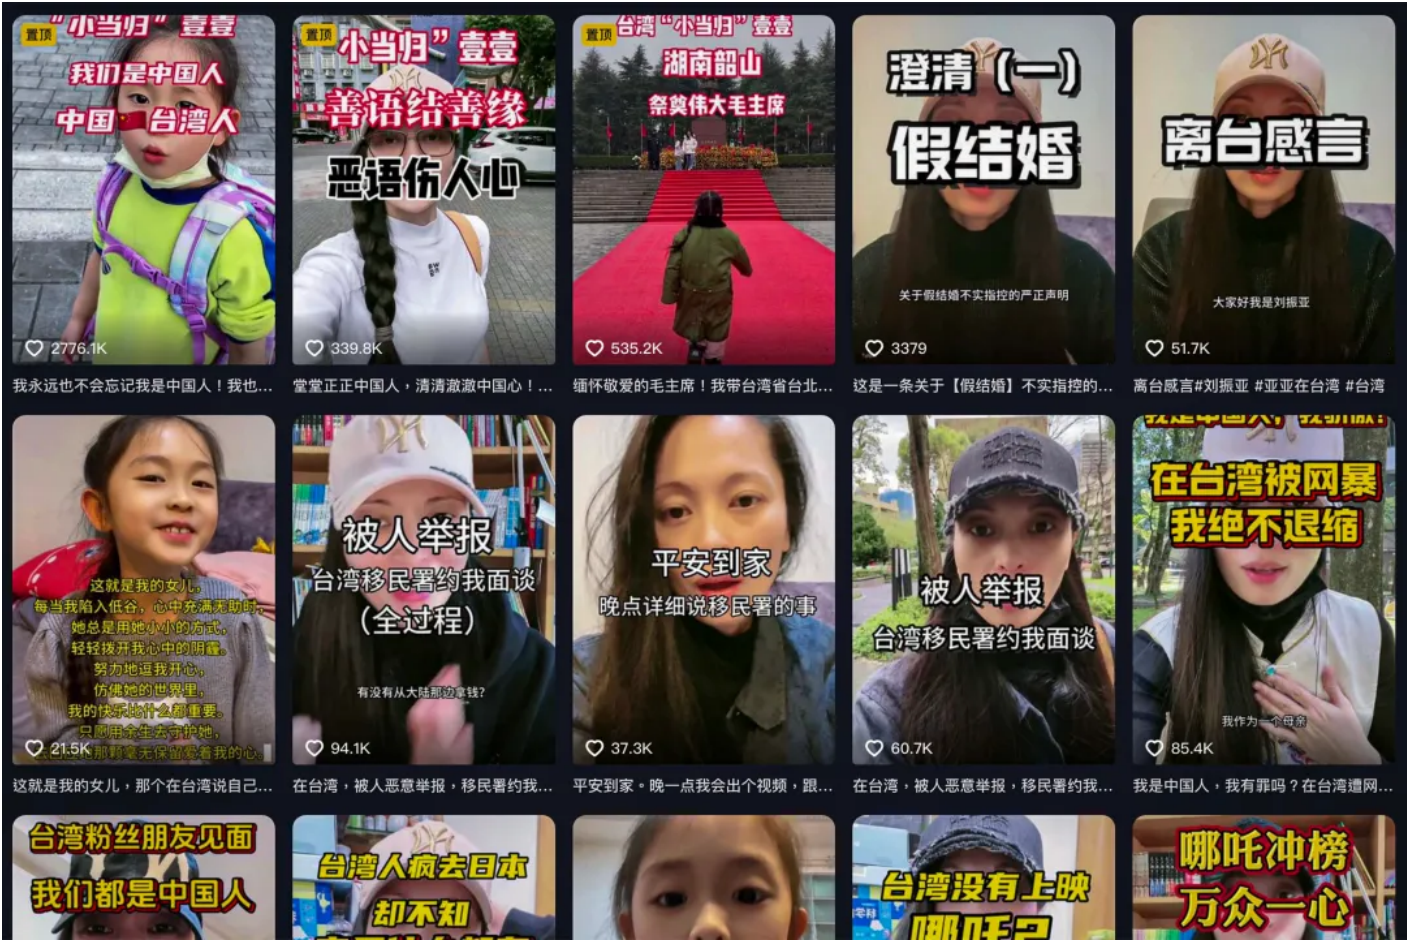 置顶
“小当归”壹壹
我们是中国人
中国🇨🇳台湾人
2776.1K
我永远也不会忘记我是中国人！我也...
置顶
小当归”壹壹
善语结善缘
恶语伤人心
339.8K
堂堂正正中国人，清清澈澈中国心！...
置顶
台湾“小当归”壹壹
湖南韶山
祭奠伟大毛主席
535.2K
缅怀敬爱的毛主席！我带台湾省台北...
澄清（一）
假结婚
关于假结婚不实指控的严正声明
3379
这是一条关于【假结婚】不实指控的...
离台感言
大家好我是刘振亚
51.7K
离台感言#刘振亚 #亚亚在台湾 #台湾
这就是我的女儿，
每当我陷入低谷，心中充满无助时，
她总是用她小小的方式，
轻轻拨开我心中的阴霾。
努力地逗我开心，
仿佛她的世界里，
我的快乐比什么都重要。
只愿用余生去守护她，
那颗毫无保留爱着我的心。
21.5K
这就是我的女儿，那个在台湾说自己...
被人举报
台湾移民署约我面谈
（全过程）
有没有从大陆那边拿钱？
94.1K
在台湾，被人恶意举报，移民署约我...
平安到家
晚点详细说移民署的事
37.3K
平安到家。晚一点我会出个视频，跟...
被人举报
台湾移民署约我面谈
60.7K
在台湾，被人恶意举报，移民署约我...
我是中国人，我骄傲！
在台湾被网暴
我绝不退缩
我作为一个母亲
85.4K
我是中国人，我有罪吗？在台湾遭网...
台湾粉丝朋友见面
我们都是中国人
台湾人疯去日本
却不知
台湾没有上映
哪吒2
哪吒冲榜
万众一心